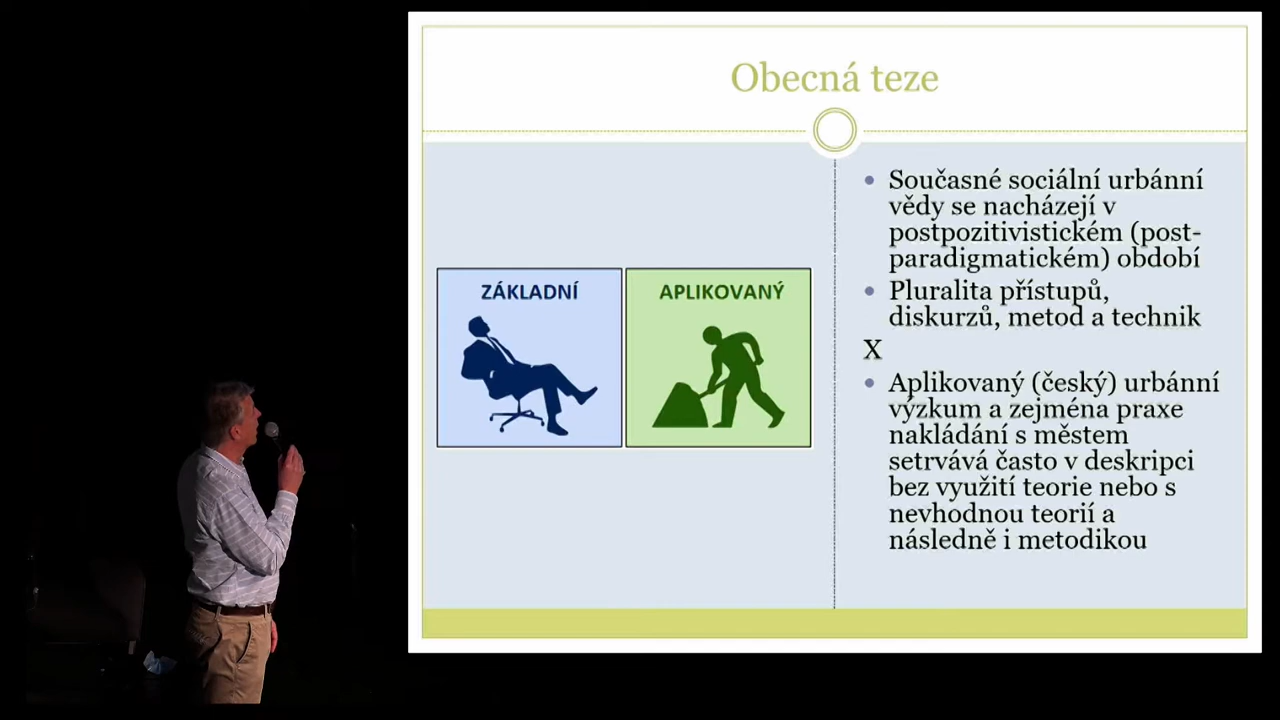 Obecná teze
ZÁKLADNÍ
APLIKOVANÝ
Současné sociální urbánní
vědy se nacházejí v
postpozitivistickém (post-
paradigmatickém) období
Pluralita přístupů,
diskurzů, metod a technik
X
Aplikovaný (český) urbánní
výzkum a zejména praxe
nakládání s městem
setrvává často v deskripci
bez využití teorie nebo s
nevhodnou teorií a
následně i metodikou